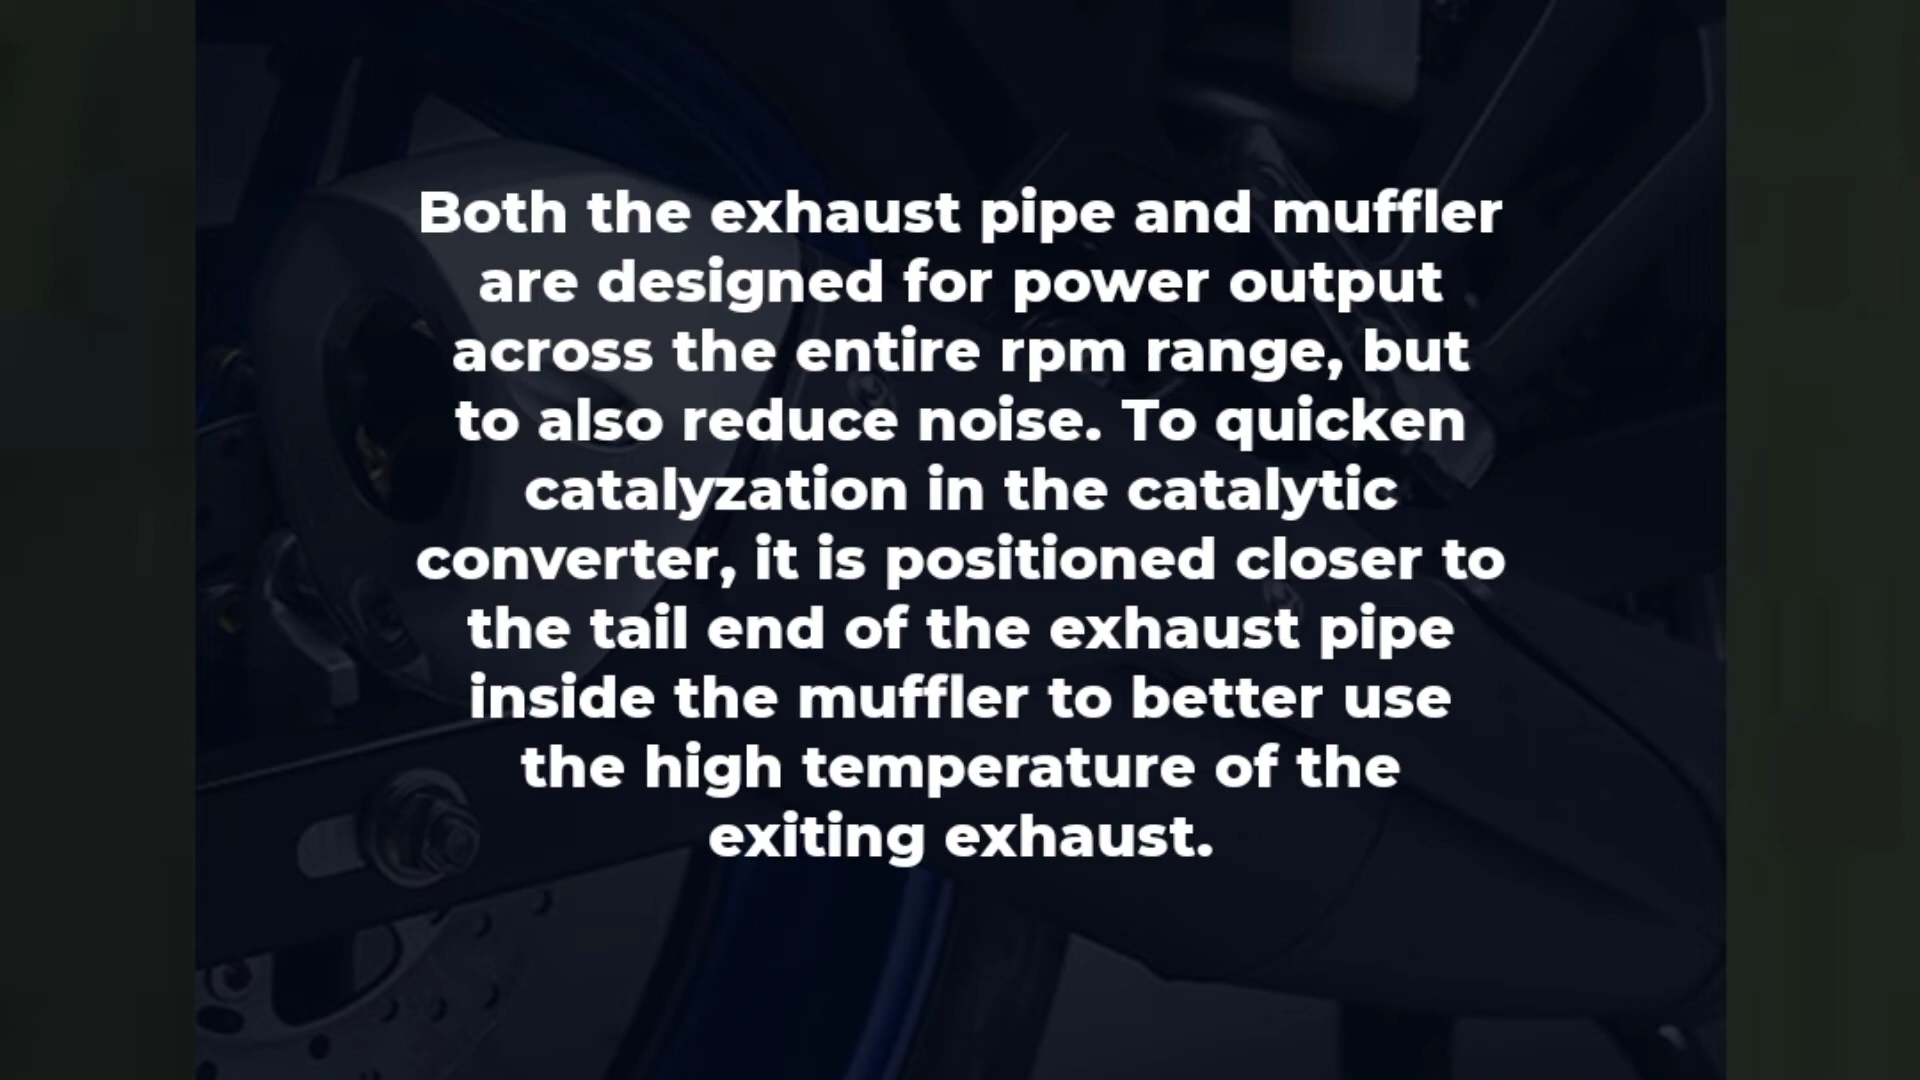 Both the exhaust pipe and muffler
are designed for power output
across the entire rpm range, but
to also reduce noise. To quicken
catalyzation in the catalytic
converter, it is positioned closer to
the tail end of the exhaust pipe
inside the muffler to better use
the high temperature of the
exiting exhaust.